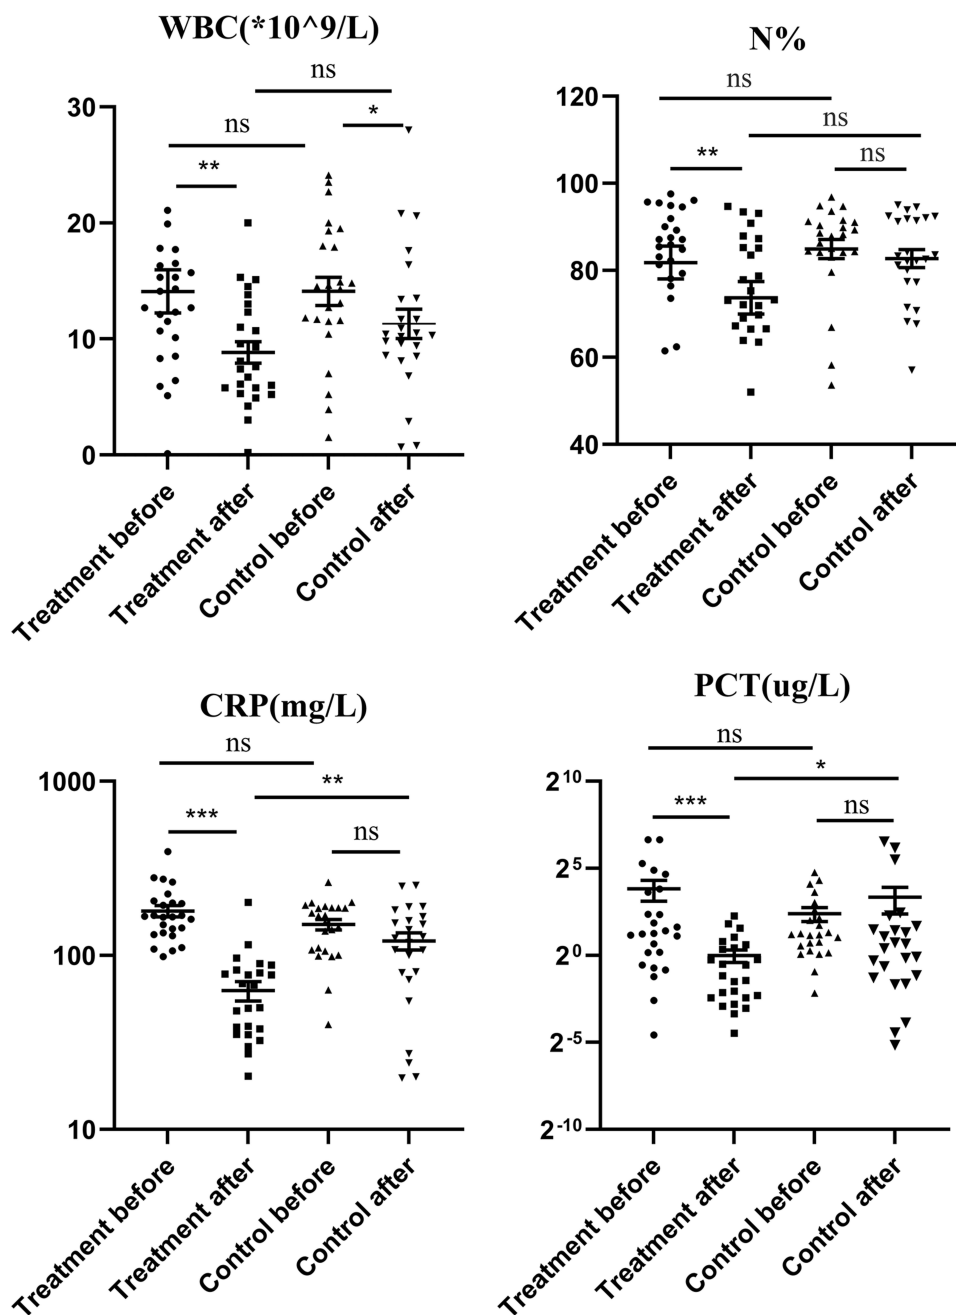 WBC(*10^9/L)
ns
*
ns
**
30
20
10
0
Treatment before
Treatment after
Control before
Control after
N%
ns
ns
**
ns
120
100
80
60
40
Treatment before
Treatment after
Control before
Control after
CRP(mg/L)
ns
**
***
ns
1000
100
10
Treatment before
Treatment after
Control before
Control after
PCT(ug/L)
ns
*
***
ns
2^10
2^5
2^0
2^-5
2^-10
Treatment before
Treatment after
Control before
Control after